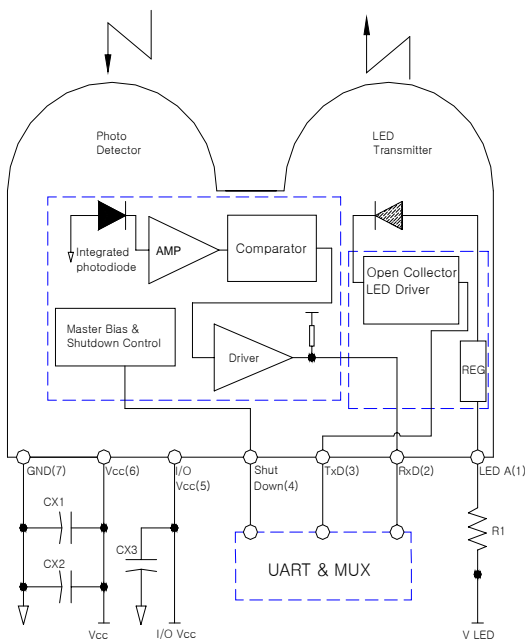 Photo
Detector
LED
Transmitter
Integrated
photodiode
AMP
Comparator
Open Collector
LED Driver
Master Bias &
Shutdown Control
Driver
REG
GND(7)
Vcc(6)
I/O
Vcc(5)
Shut
Down(4)
TxD(3)
RxD(2)
LED A(1)
CX1
CX2
CX3
R1
UART & MUX
Vcc
I/O Vcc
V LED